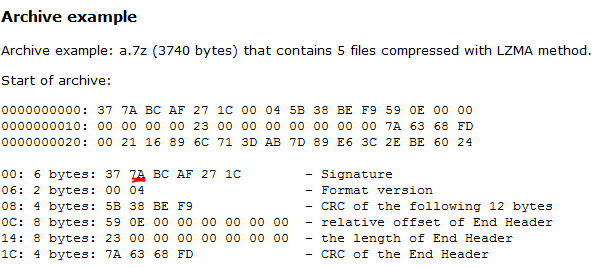 Archive example
Archive example: a.7z (3740 bytes) that contains 5 files compressed with LZMA method.
Start of archive:
0000000000: 37 7A BC AF 27 1C 00 04 5B 38 BE F9 59 0E 00 00
0000000010: 00 00 00 00 23 00 00 00 00 00 00 00 7A 63 68 FD
0000000020: 00 21 16 89 6C 71 3D AB 7D 89 E6 3C 2E BE 60 24
00: 6 bytes: 37 7A BC AF 27 1C - Signature
06: 2 bytes: 00 04 - Format version
08: 4 bytes: 5B 38 BE F9 - CRC of the following 12 bytes
0C: 8 bytes: 59 0E 00 00 00 00 00 00 - relative offset of End Header
14: 8 bytes: 23 00 00 00 00 00 00 00 - the length of End Header
1C: 4 bytes: 7A 63 68 FD - CRC of the End Header